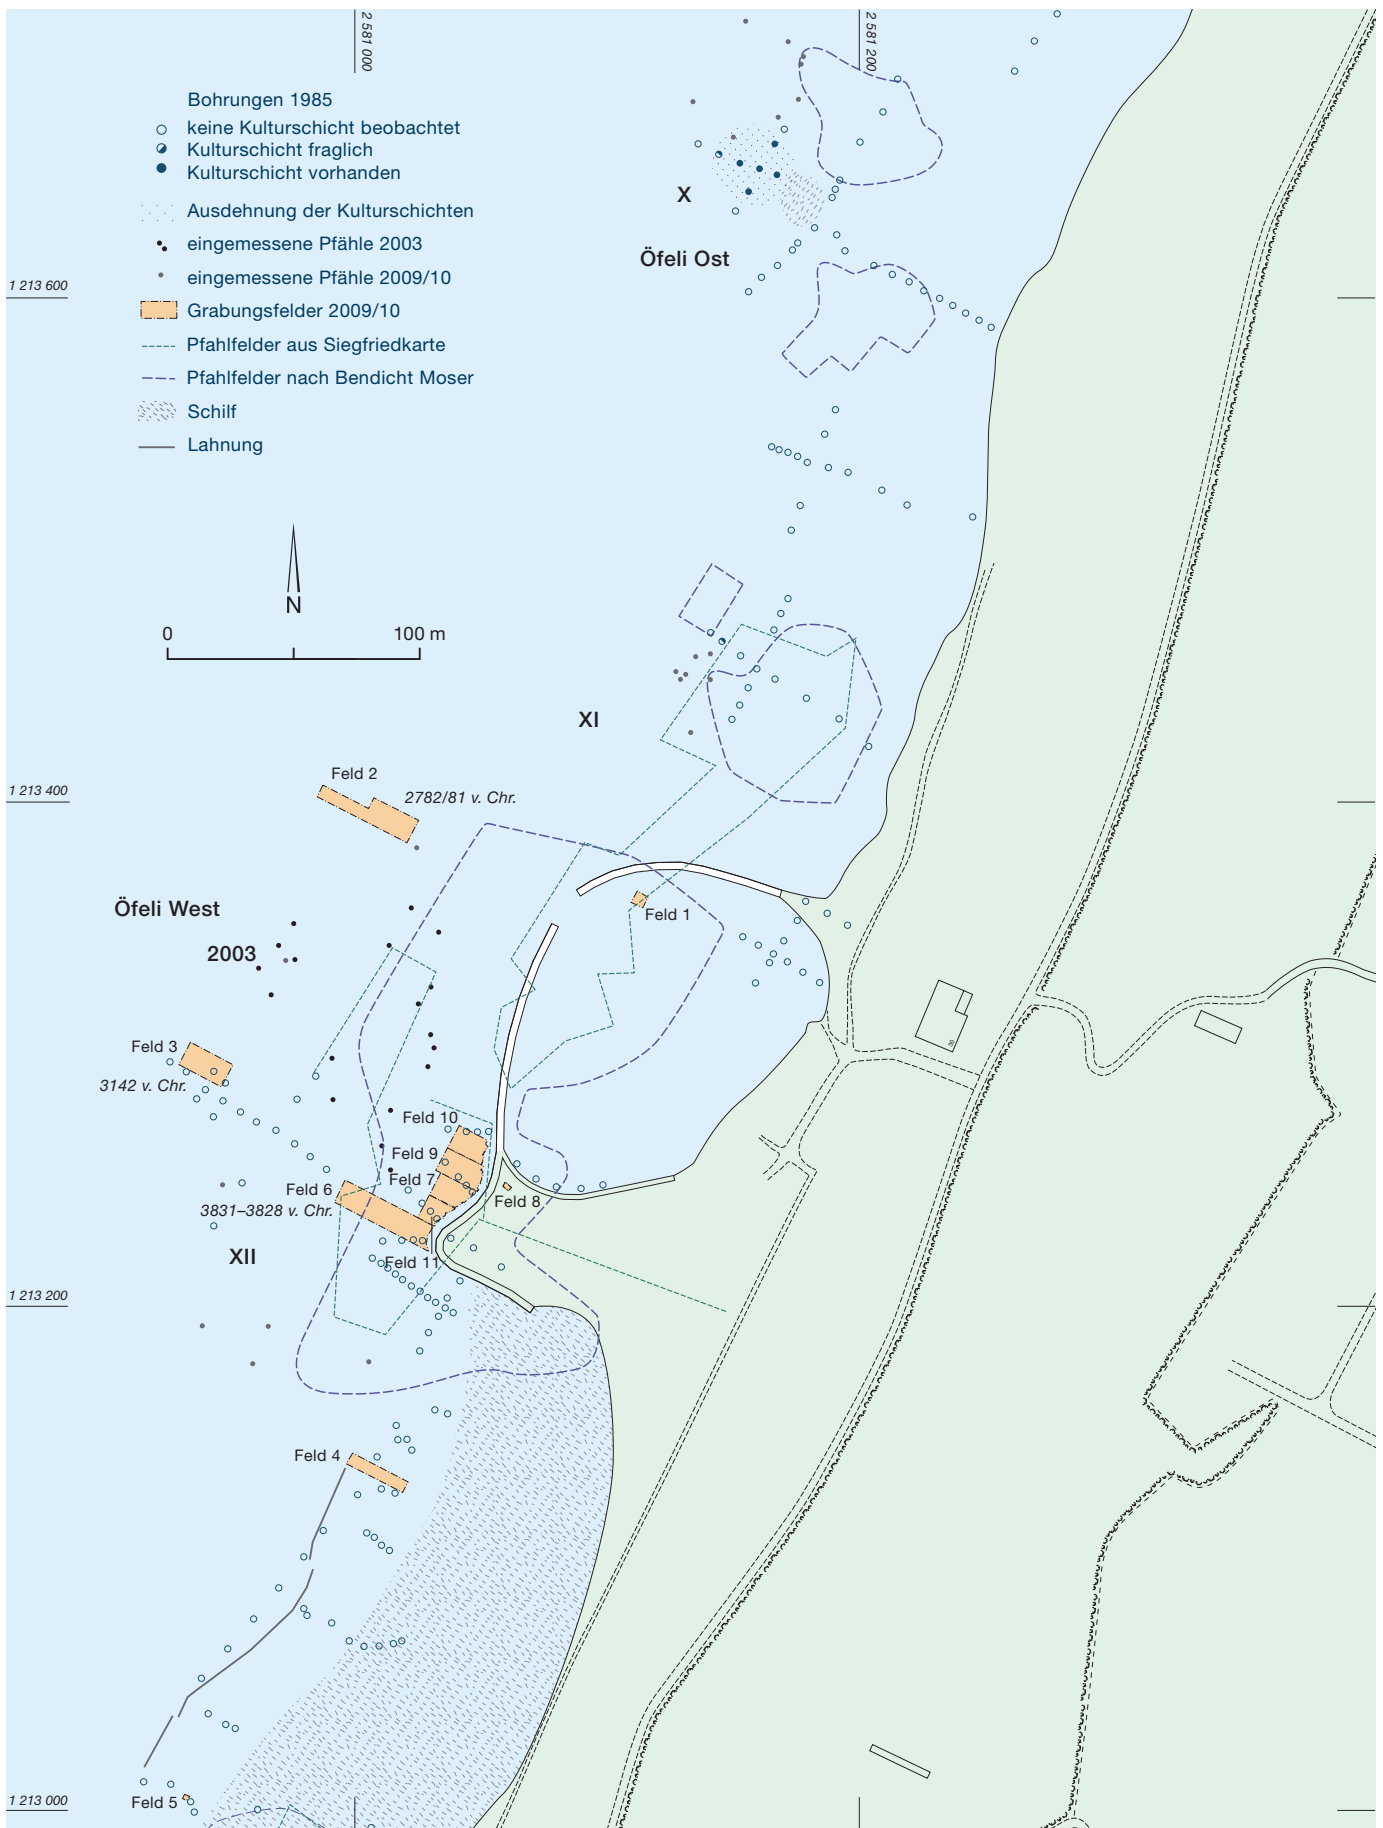 2 581 000
2 581 200
Bohrungen 1985
keine Kulturschicht beobachtet
Kulturschicht fraglich
Kulturschicht vorhanden
Ausdehnung der Kulturschichten
eingemessene Pfähle 2003
eingemessene Pfähle 2009/10
Grabungsfelder 2009/10
Pfahlfelder aus Siegfriedkarte
Pfahlfelder nach Bendicht Moser
Schilf
Lahnung
X
Öfeli Ost
1 213 600
N
0 100 m
XI
Feld 2
2782/81 v. Chr.
1 213 400
Öfeli West
2003
Feld 1
Feld 3
3142 v. Chr.
Feld 10
Feld 9
Feld 7
Feld 6
3831–3828 v. Chr.
Feld 8
XII
Feld 11
1 213 200
Feld 4
Feld 5
1 213 000